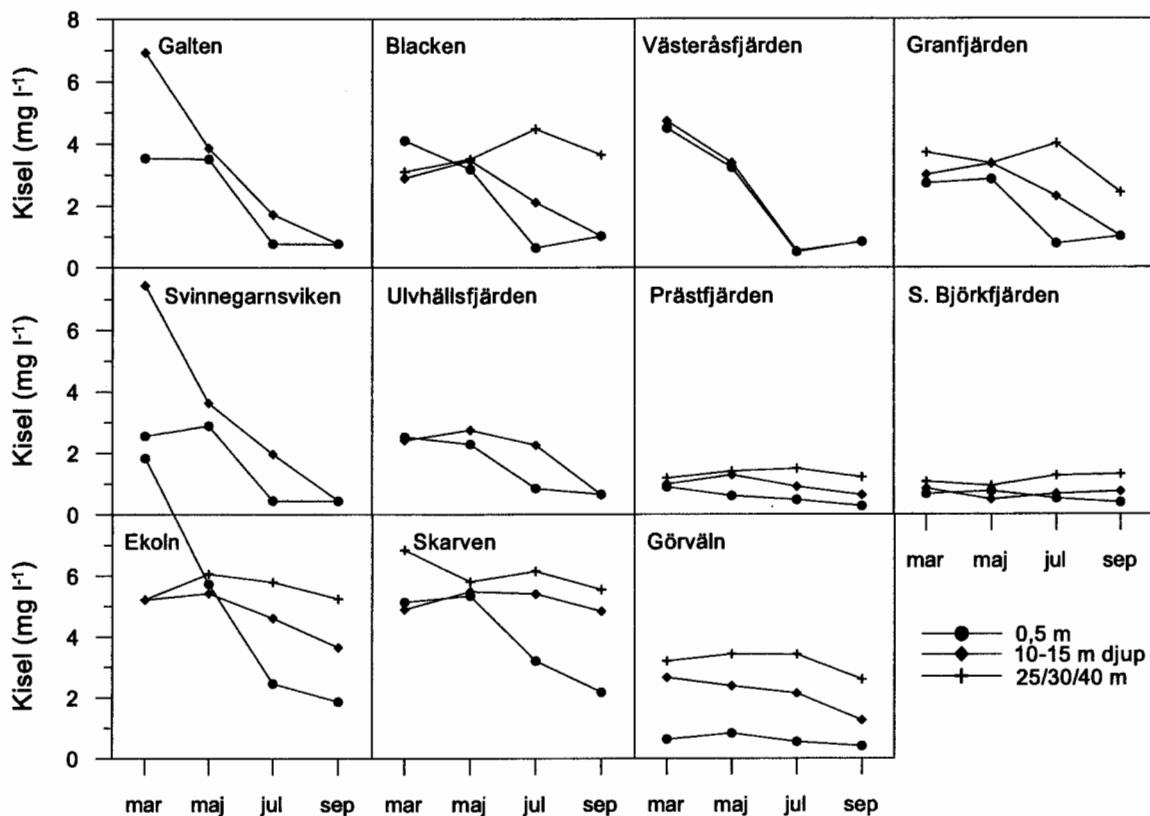 8
6
4
2
0
Kisel (mg l-1)
Galten
Blacken
Västeråsfjärden
Granfjärden
6
4
2
0
Kisel (mg l-1)
Svinnegarnsviken
Ulvhällsfjärden
Prästfjärden
S. Björkfjärden
mar maj jul sep
6
4
2
0
Kisel (mg l-1)
Ekoln
Skarven
Görväln
0,5 m
10-15 m djup
25/30/40 m
mar maj jul sep
mar maj jul sep
mar maj jul sep